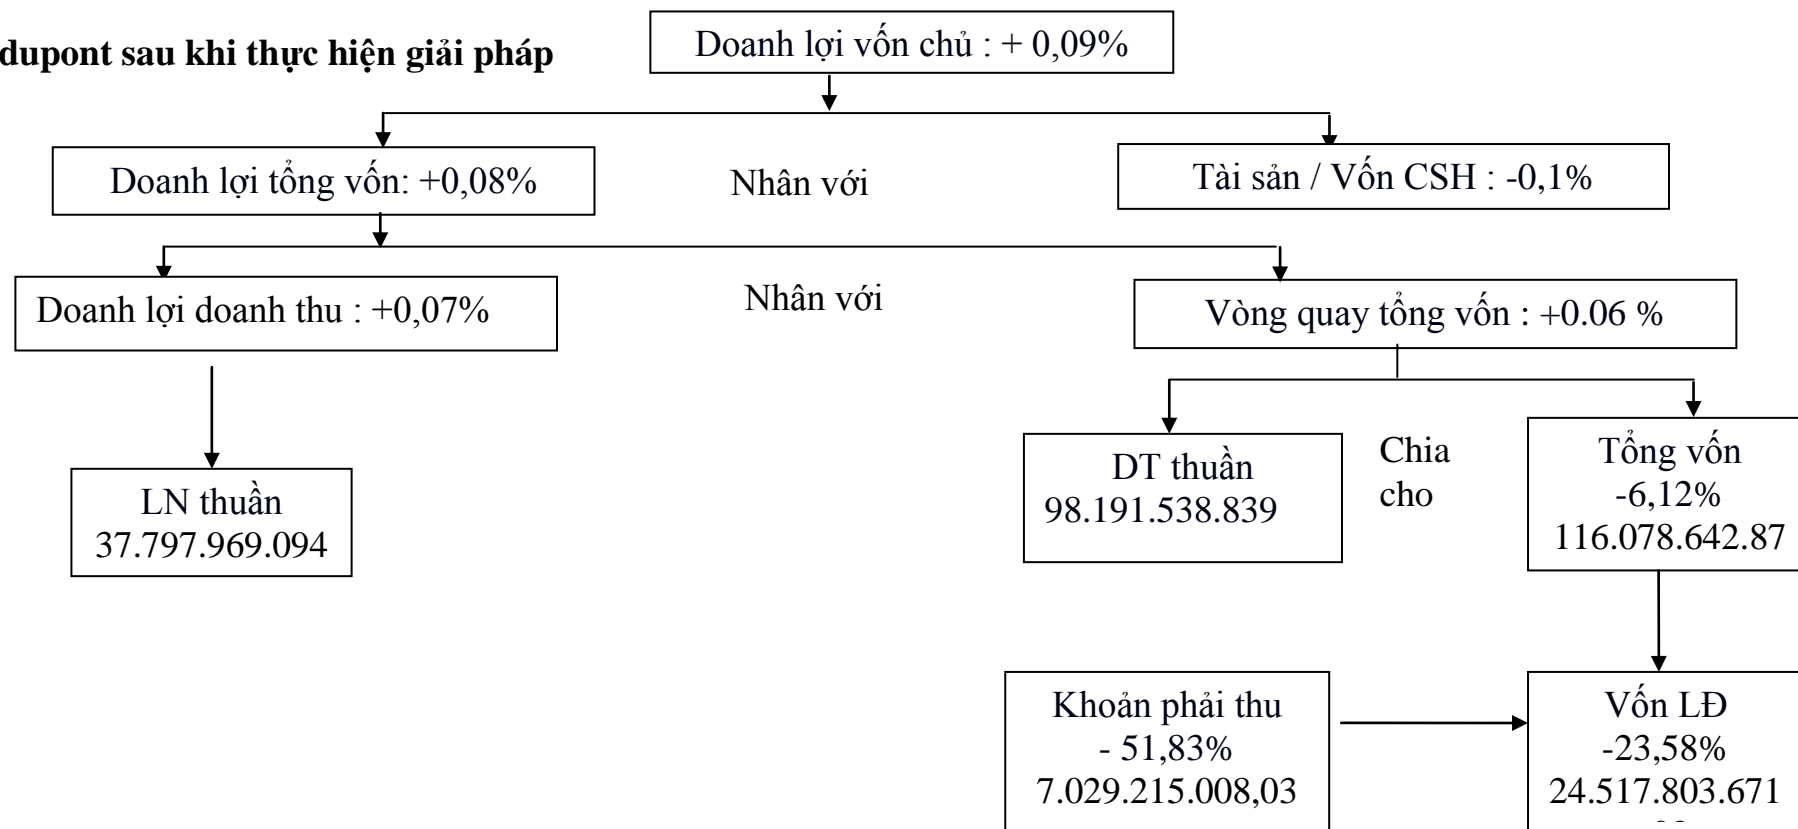 Doanh lợi vốn chủ : + 0,09%
dupont sau khi thực hiện giải pháp
Doanh lợi tổng vốn: +0,08%
Nhân với
Tài sản / Vốn CSH : -0,1%
Doanh lợi doanh thu : +0,07%
Nhân với
Vòng quay tổng vốn : +0.06 %
LN thuần
37.797.969.094
DT thuần
98.191.538.839
Chia
cho
Tổng vốn
-6,12%
116.078.642.87
Khoản phải thu
- 51,83%
7.029.215.008,03
Vốn LĐ
-23,58%
24.517.803.671